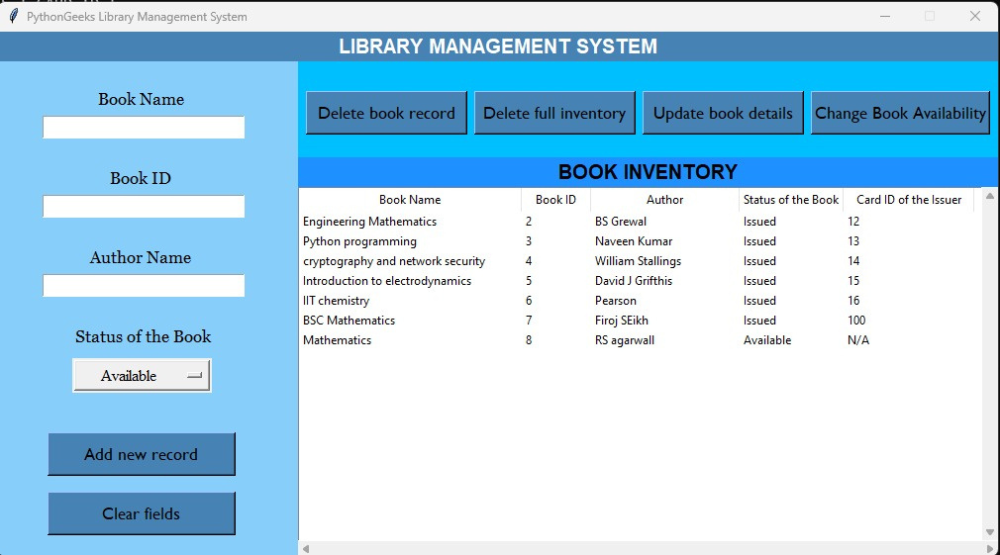 PythonGeeks Library Management System
LIBRARY MANAGEMENT SYSTEM
Book Name
Book ID
Author Name
Status of the Book
Available
Add new record
Clear fields
Delete book record Delete full inventory Update book details Change Book Availability
BOOK INVENTORY
Book Name Book ID Author Status of the Book Card ID of the Issuer
Engineering Mathematics 2 BS Grewal Issued 12
Python programming 3 Naveen Kumar Issued 13
cryptography and network security 4 William Stallings Issued 14
Introduction to electrodynamics 5 David J Grifthis Issued 15
IIT chemistry 6 Pearson Issued 16
BSC Mathematics 7 Firoj SEikh Issued 100
Mathematics 8 RS agarwall Available N/A